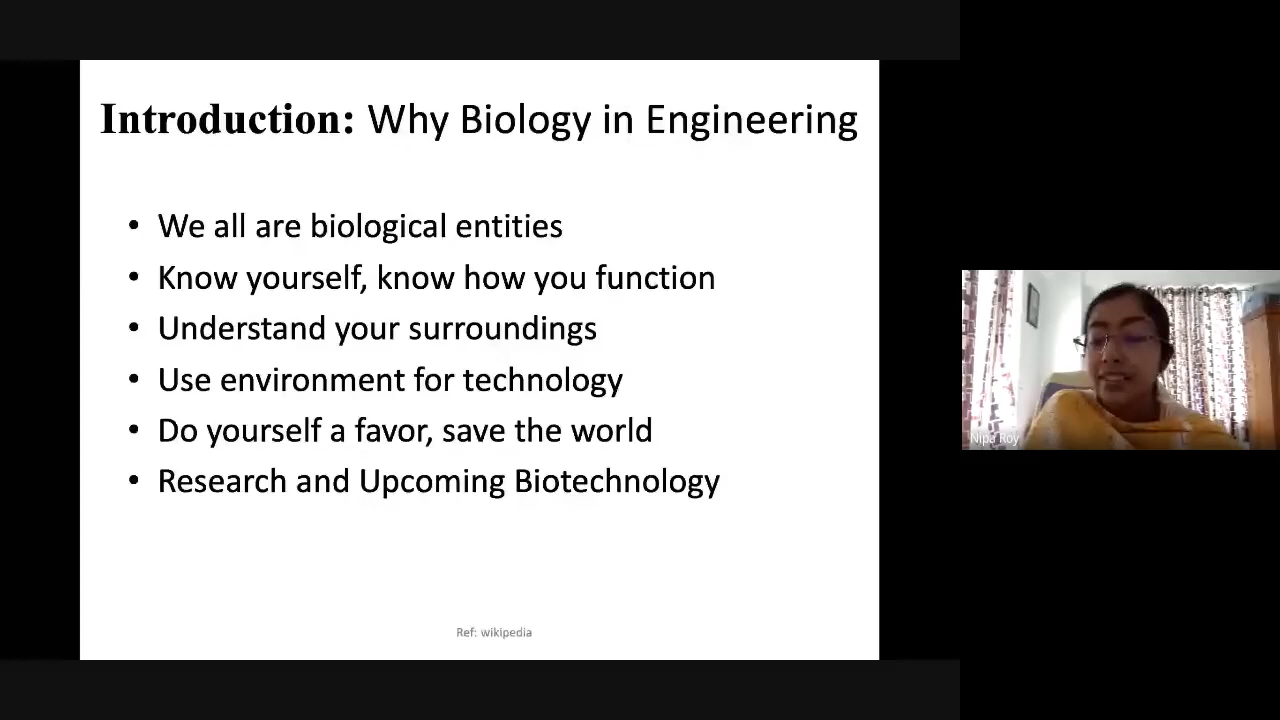 Introduction: Why Biology in Engineering
• We all are biological entities
• Know yourself, know how you function
• Understand your surroundings
• Use environment for technology
• Do yourself a favor, save the world
• Research and Upcoming Biotechnology
Ref: wikipedia
Nipa Roy